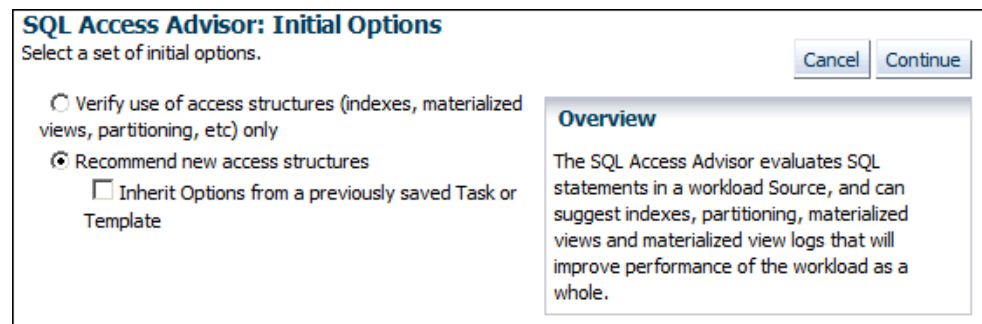 SQL Access Advisor: Initial Options
Select a set of initial options.
Cancel
Continue
Verify use of access structures (indexes, materialized
views, partitioning, etc) only
Recommend new access structures
Inherit Options from a previously saved Task or
Template
Overview
The SQL Access Advisor evaluates SQL
statements in a workload Source, and can
suggest indexes, partitioning, materialized
views and materialized view logs that will
improve performance of the workload as a
whole.